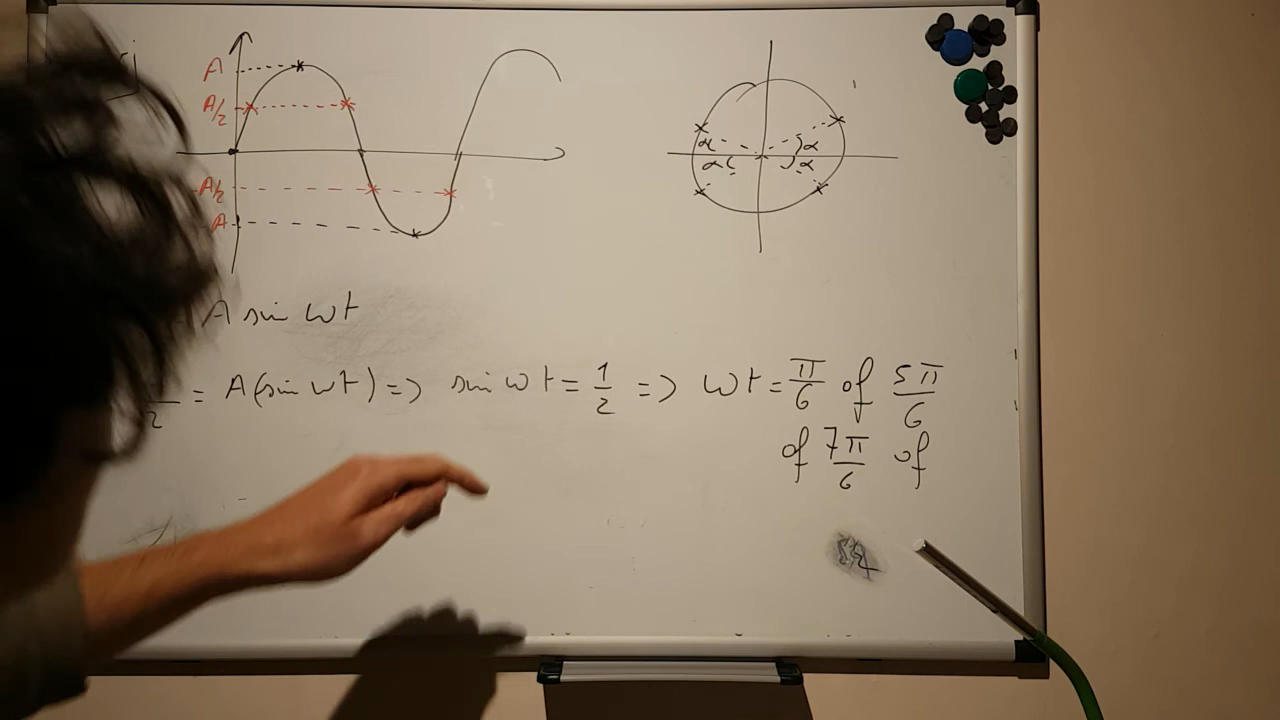 A
A/2
A/2
A
α α
α α
A sin ωt
2 = A(sin ωt) => sin ωt = 1/2 => ωt = π/6 of 5π/6
of 7π/6 of